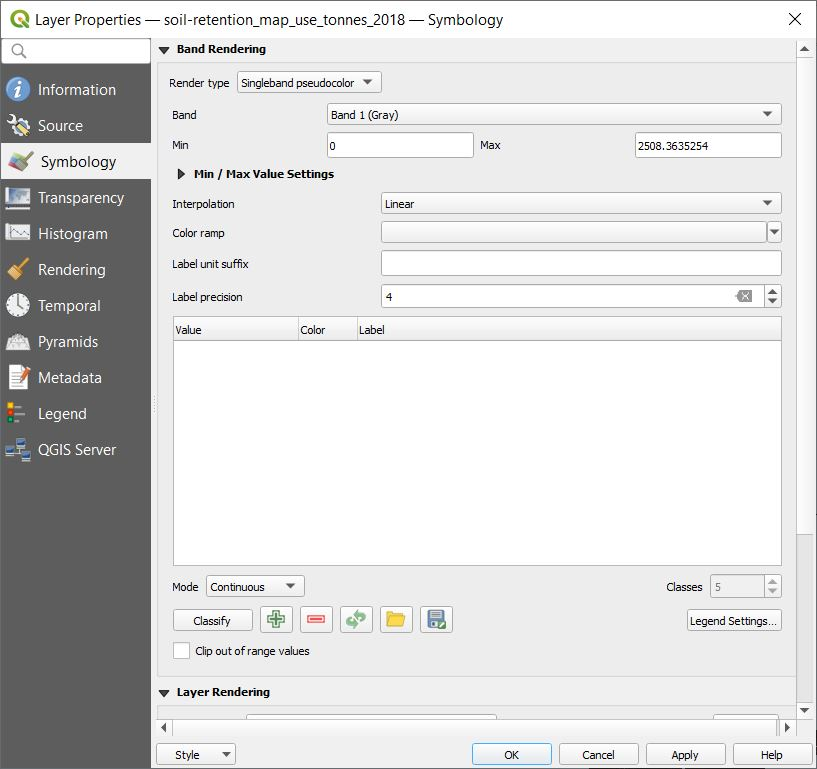 Layer Properties — soil-retention_map_use_tonnes_2018 — Symbology
Information
Source
Symbology
Transparency
Histogram
Rendering
Temporal
Pyramids
Metadata
Legend
QGIS Server
Band Rendering
Render type Singleband pseudocolor
Band Band 1 (Gray)
Min 0 Max 2508.3635254
Min / Max Value Settings
Interpolation Linear
Color ramp
Label unit suffix
Label precision 4
Value Color Label
Mode Continuous Classes 5
Classify Legend Settings...
Clip out of range values
Layer Rendering
Style OK Cancel Apply Help